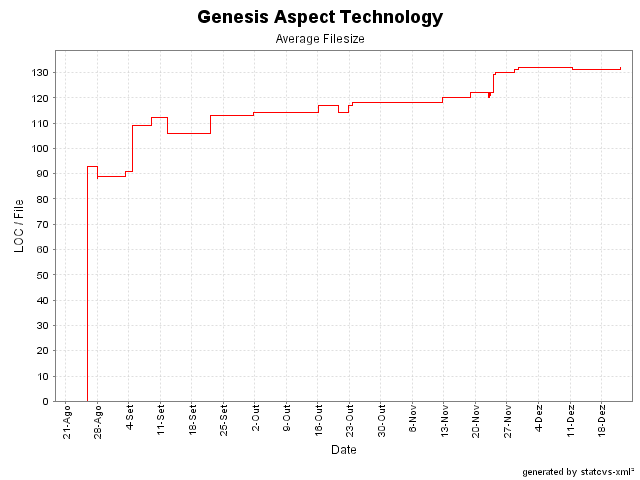 Genesis Aspect Technology
Average Filesize
LOC / File
130
120
110
100
90
80
70
60
50
40
30
20
10
0
21-Ago
28-Ago
4-Set
11-Set
18-Set
25-Set
2-Out
9-Out
16-Out
23-Out
30-Out
6-Nov
13-Nov
20-Nov
27-Nov
4-Dez
11-Dez
18-Dez
Date
generated by statcvs-xml²